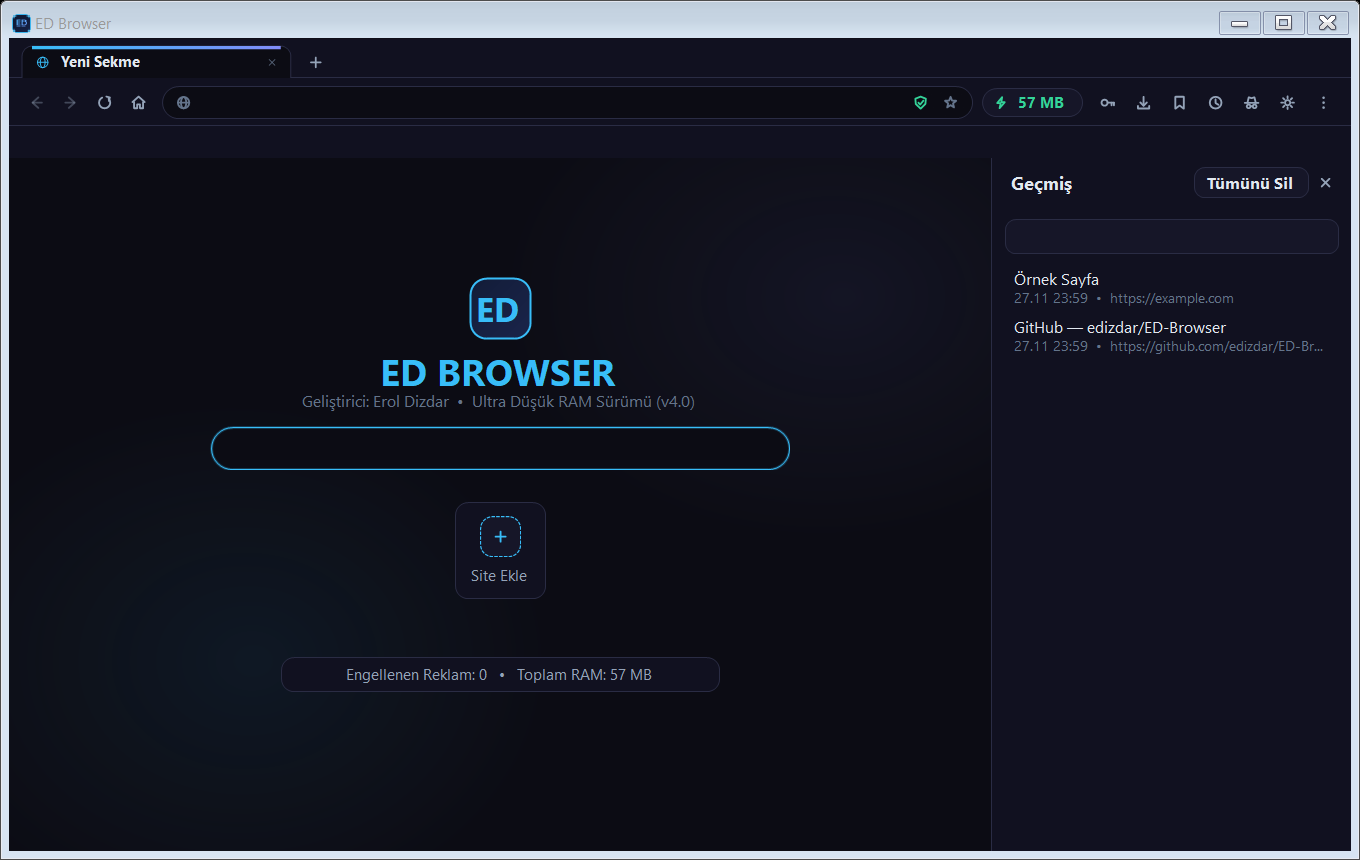 ED Browser
Yeni Sekme
57 MB
Geçmiş
Tümünü Sil
Örnek Sayfa
27.11 23:59 • https://example.com
GitHub — edizdar/ED-Browser
27.11 23:59 • https://github.com/edizdar/ED-Br...
ED
ED BROWSER
Geliştirici: Erol Dizdar • Ultra Düşük RAM Sürümü (v4.0)
Site Ekle
Engellenen Reklam: 0 • Toplam RAM: 57 MB